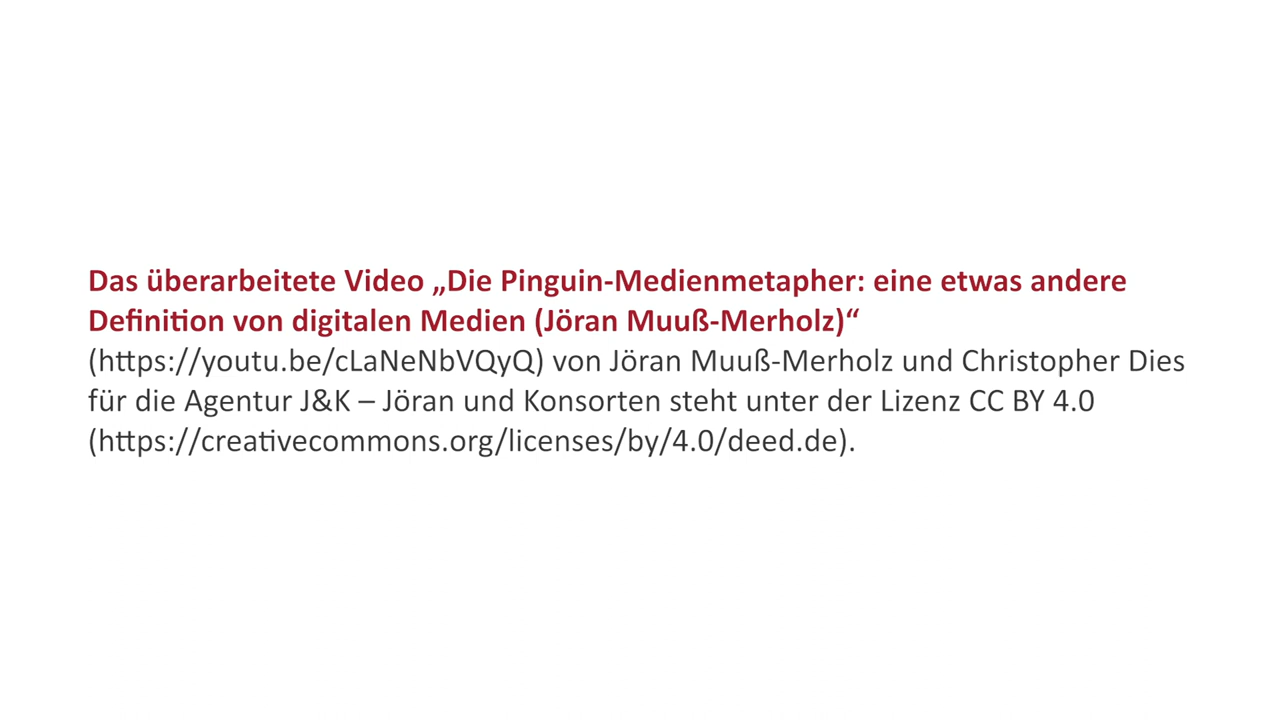 Das überarbeitete Video „Die Pinguin-Medienmetapher: eine etwas andere
Definition von digitalen Medien (Jöran Muuß-Merholz)“
(https://youtu.be/cLaNeNbVQyQ) von Jöran Muuß-Merholz und Christopher Dies
für die Agentur J&K – Jöran und Konsorten steht unter der Lizenz CC BY 4.0
(https://creativecommons.org/licenses/by/4.0/deed.de).